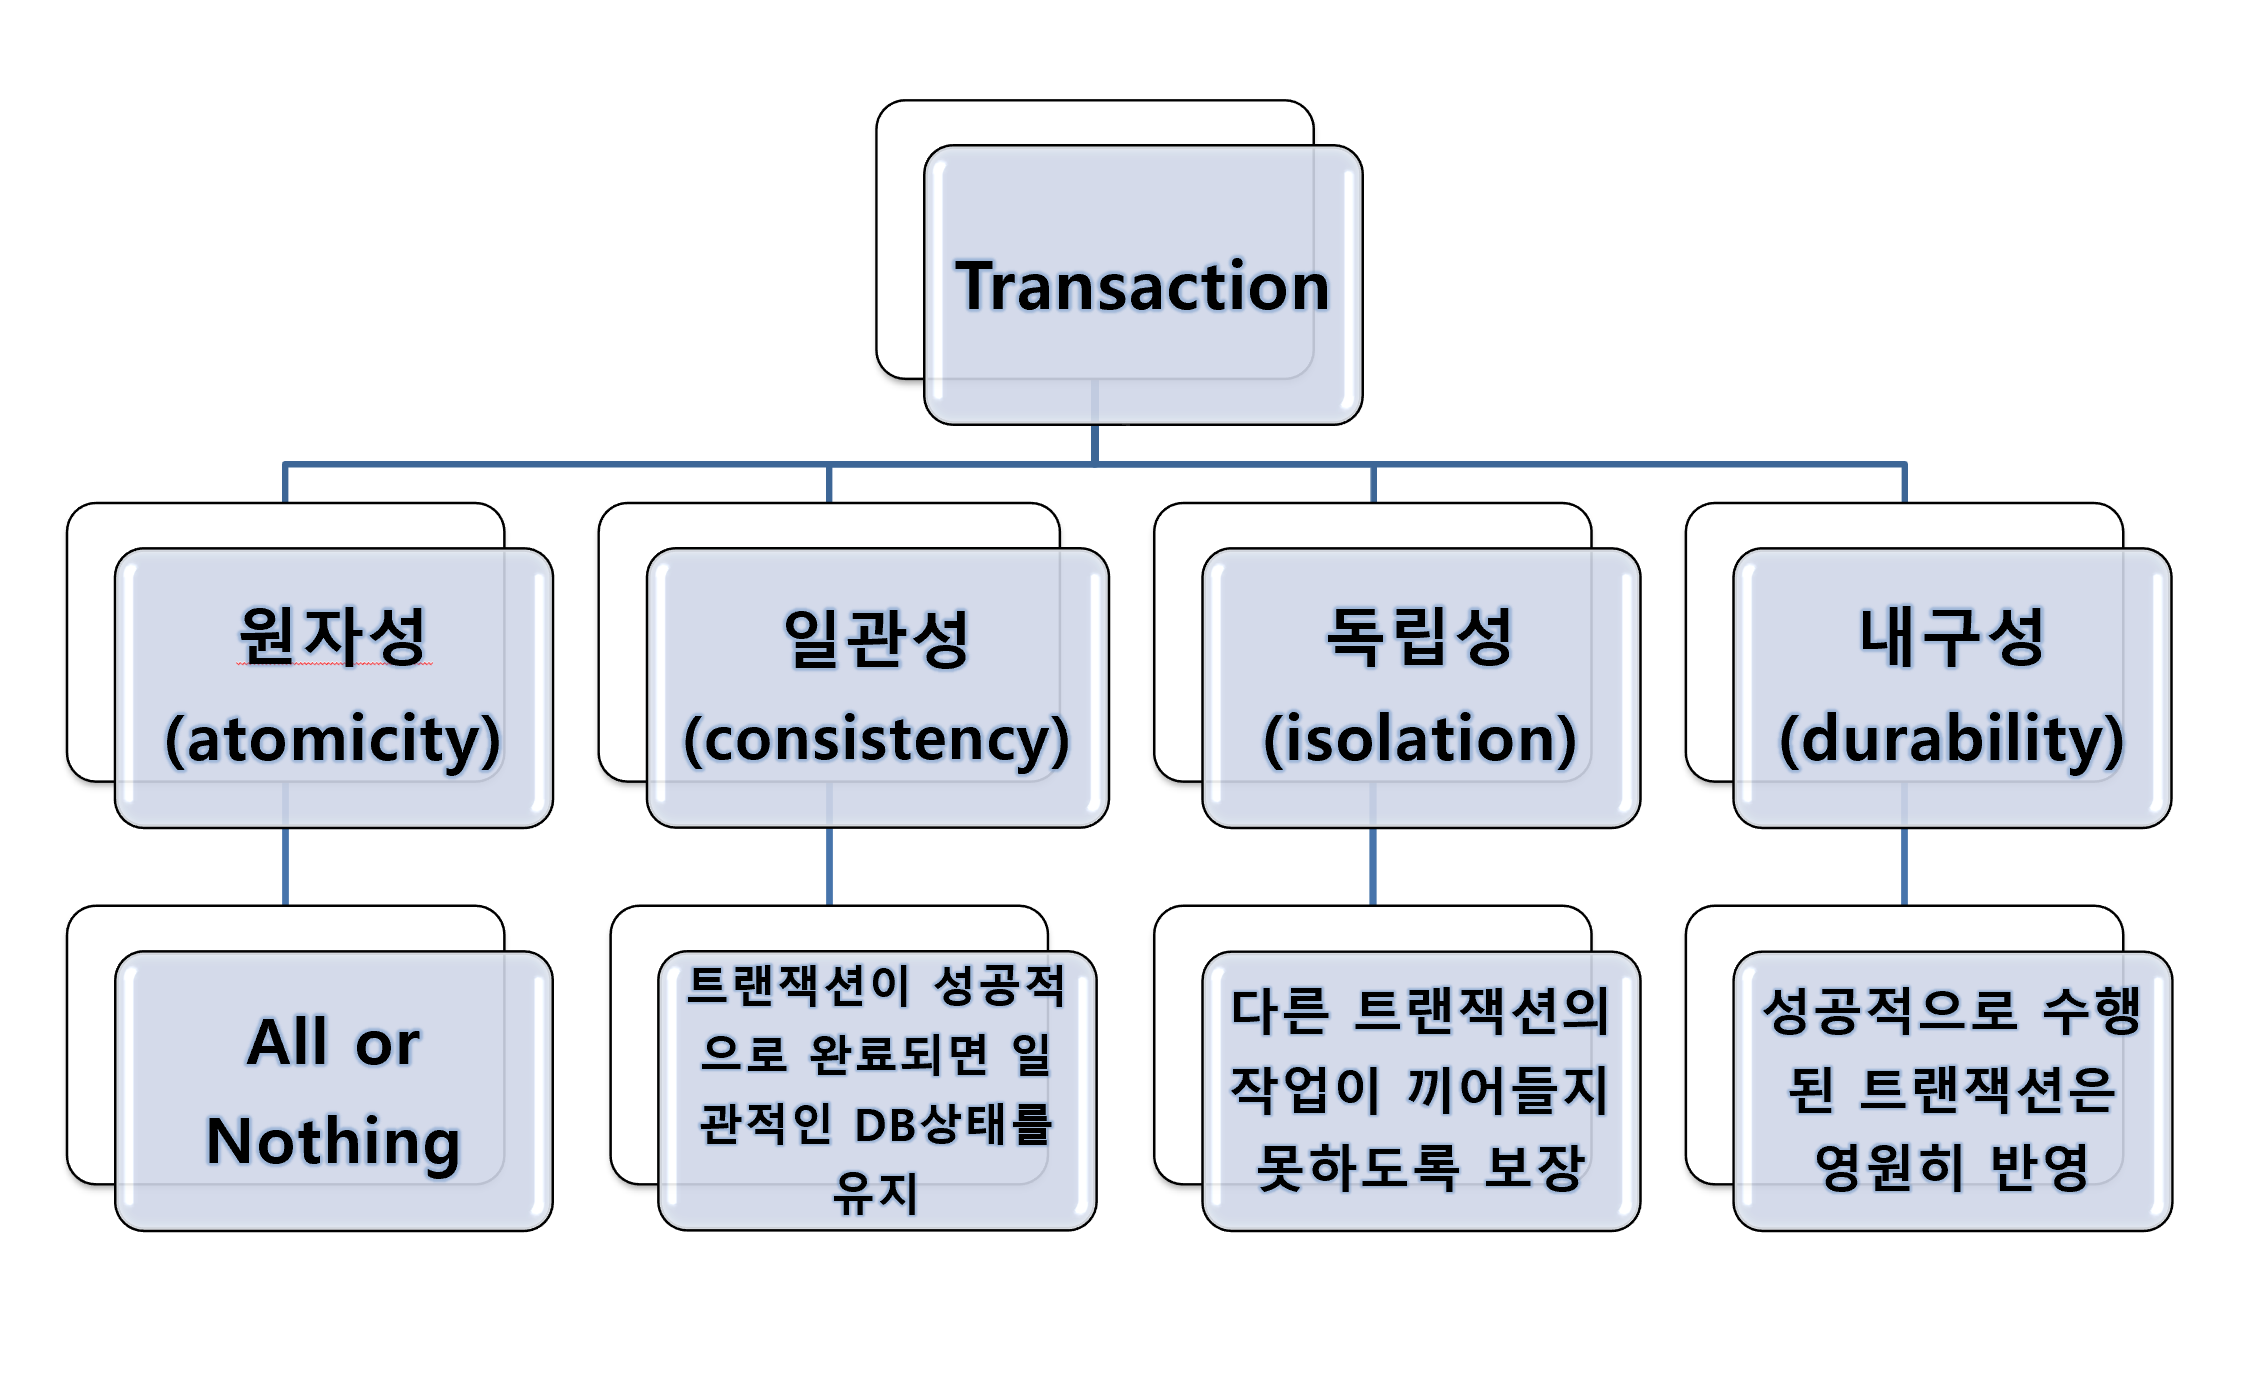 Transaction
원자성
(atomicity)
일관성
(consistency)
독립성
(isolation)
내구성
(durability)
All or
Nothing
트랜잭션이 성공적
으로 완료되면 일
관적인 DB상태를
유지
다른 트랜잭션의
작업이 끼어들지
못하도록 보장
성공적으로 수행
된 트랜잭션은
영원히 반영